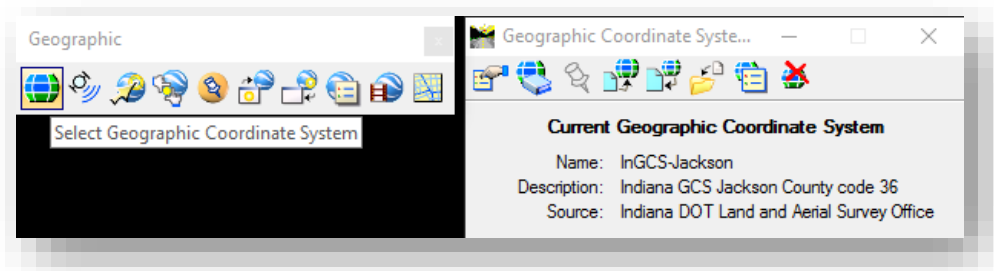 Geographic
Select Geographic Coordinate System
Geographic Coordinate Syste...
Current Geographic Coordinate System
Name: InGCS-Jackson
Description: Indiana GCS Jackson County code 36
Source: Indiana DOT Land and Aerial Survey Office